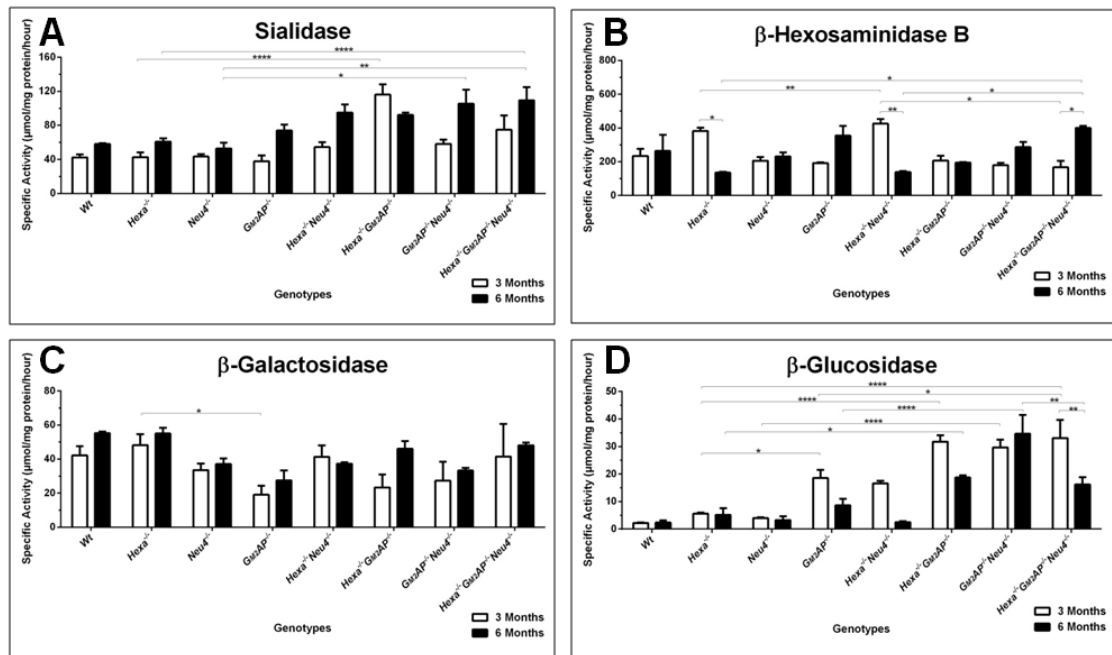 A
Sialidase
Specific Activity (µmol/mg protein/hour)
160
120
80
40
0
****
****
**
*
Wt
Hexa-/-
Neu4-/-
GM2AP-/-
Hexa-/-Neu4-/-
Hexa-/-GM2AP-/-
GM2AP-/-Neu4-/-
Hexa-/-GM2AP-/-Neu4-/-
Genotypes
3 Months
6 Months
B
β-Hexosaminidase B
Specific Activity (µmol/mg protein/hour)
800
600
400
200
0
*
**
*
*
*
**
*
Wt
Hexa-/-
Neu4-/-
GM2AP-/-
Hexa-/-Neu4-/-
Hexa-/-GM2AP-/-
GM2AP-/-Neu4-/-
Hexa-/-GM2AP-/-Neu4-/-
Genotypes
3 Months
6 Months
C
β-Galactosidase
Specific Activity (µmol/mg protein/hour)
80
60
40
20
0
*
Wt
Hexa-/-
Neu4-/-
GM2AP-/-
Hexa-/-Neu4-/-
Hexa-/-GM2AP-/-
GM2AP-/-Neu4-/-
Hexa-/-GM2AP-/-Neu4-/-
Genotypes
3 Months
6 Months
D
β-Glucosidase
Specific Activity (µmol/mg protein/hour)
50
40
30
20
10
0
****
*
****
**
****
**
****
*
*
Wt
Hexa-/-
Neu4-/-
GM2AP-/-
Hexa-/-Neu4-/-
Hexa-/-GM2AP-/-
GM2AP-/-Neu4-/-
Hexa-/-GM2AP-/-Neu4-/-
Genotypes
3 Months
6 Months